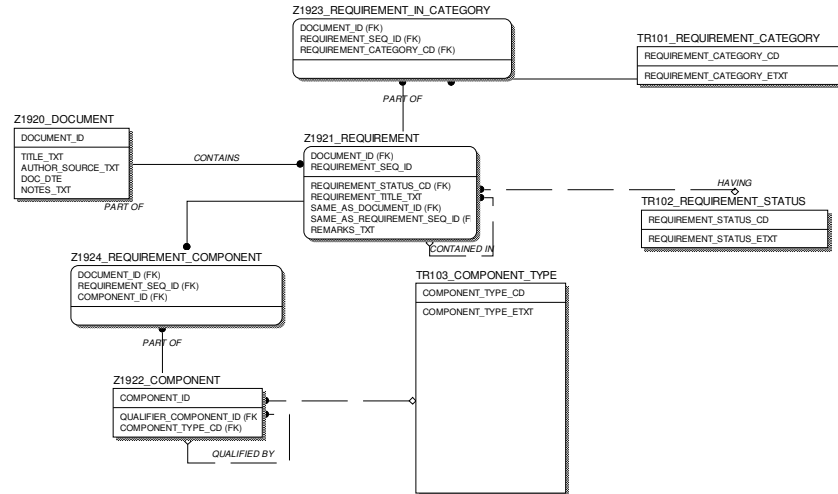 Z1923_REQUIREMENT_IN_CATEGORY
DOCUMENT_ID (FK)
REQUIREMENT_SEQ_ID (FK)
REQUIREMENT_CATEGORY_CD (FK)
TR101_REQUIREMENT_CATEGORY
REQUIREMENT_CATEGORY_CD
REQUIREMENT_CATEGORY_ETXT
PART OF
Z1920_DOCUMENT
DOCUMENT_ID
TITLE_TXT
AUTHOR_SOURCE_TXT
DOC_DTE
NOTES_TXT
CONTAINS
Z1921_REQUIREMENT
DOCUMENT_ID (FK)
REQUIREMENT_SEQ_ID
REQUIREMENT_STATUS_CD (FK)
REQUIREMENT_TITLE_TXT
SAME_AS_DOCUMENT_ID (FK)
SAME_AS_REQUIREMENT_SEQ_ID (F
REMARKS_TXT
HAVING
TR102_REQUIREMENT_STATUS
REQUIREMENT_STATUS_CD
REQUIREMENT_STATUS_ETXT
PART OF
CONTAINED IN
Z1924_REQUIREMENT_COMPONENT
DOCUMENT_ID (FK)
REQUIREMENT_SEQ_ID (FK)
COMPONENT_ID (FK)
TR103_COMPONENT_TYPE
COMPONENT_TYPE_CD
COMPONENT_TYPE_ETXT
PART OF
Z1922_COMPONENT
COMPONENT_ID
QUALIFIER_COMPONENT_ID (FK
COMPONENT_TYPE_CD (FK)
QUALIFIED BY